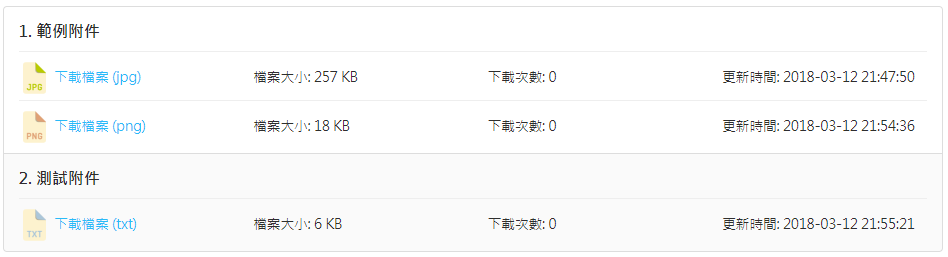 1. 範例附件
JPG 下載檔案 (jpg) 檔案大小: 257 KB 下載次數: 0 更新時間: 2018-03-12 21:47:50
PNG 下載檔案 (png) 檔案大小: 18 KB 下載次數: 0 更新時間: 2018-03-12 21:54:36
2. 測試附件
TXT 下載檔案 (txt) 檔案大小: 6 KB 下載次數: 0 更新時間: 2018-03-12 21:55:21